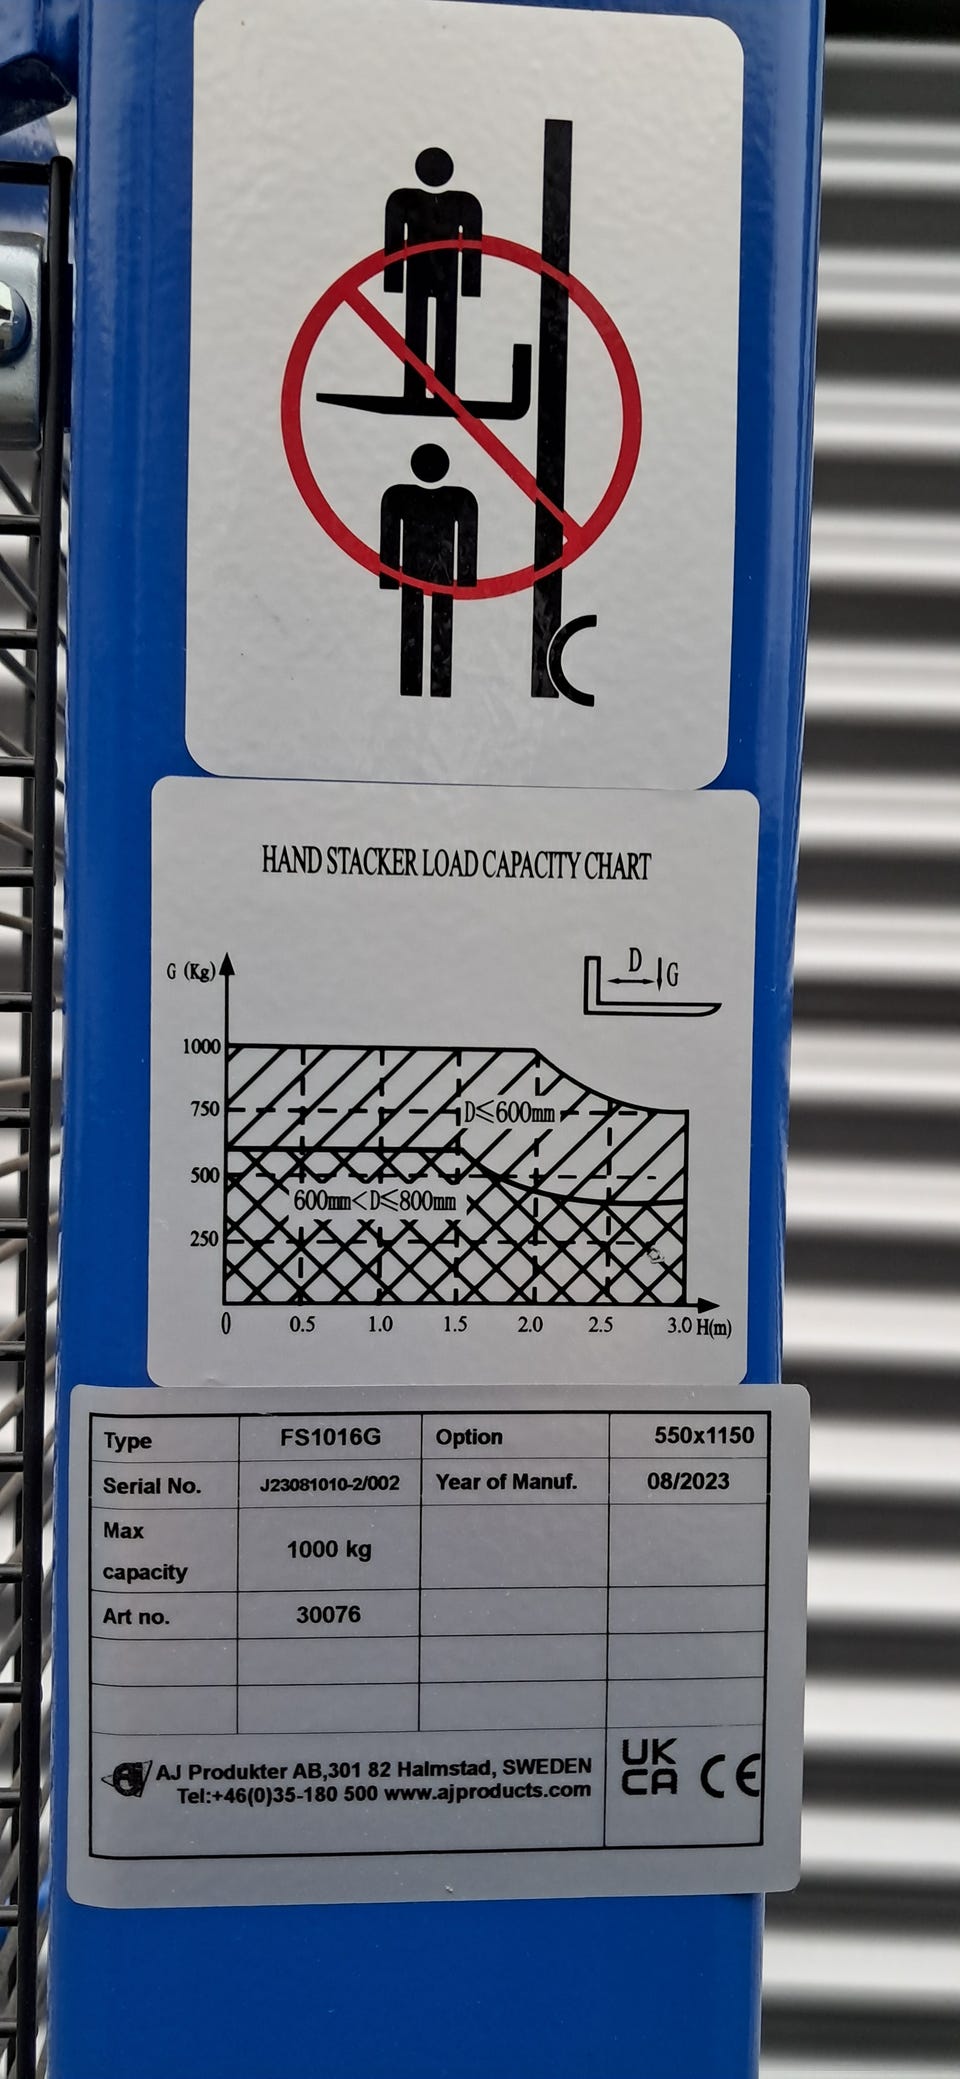 HAND STACKER LOAD CAPACITY CHART
G (Kg)
D G
1000
750
D≤600mm
500
600mm<D≤800mm
250
0 0.5 1.0 1.5 2.0 2.5 3.0 H(m)
Type FS1016G Option 550x1150
Serial No. J23081010-2/002 Year of Manuf. 08/2023
Max
capacity 1000 kg
Art no. 30076
AJ AJ Produkter AB,301 82 Halmstad, SWEDEN
Tel:+46(0)35-180 500 www.ajproducts.com
UK
CA CE